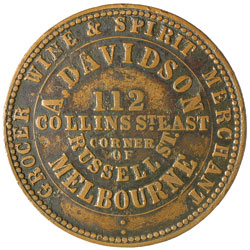 GROCER WINE & SPIRIT MERCHANT
A. DAVIDSON
112
COLLINS ST. EAST
CORNER
OF
RUSSELL ST.
MELBOURNE